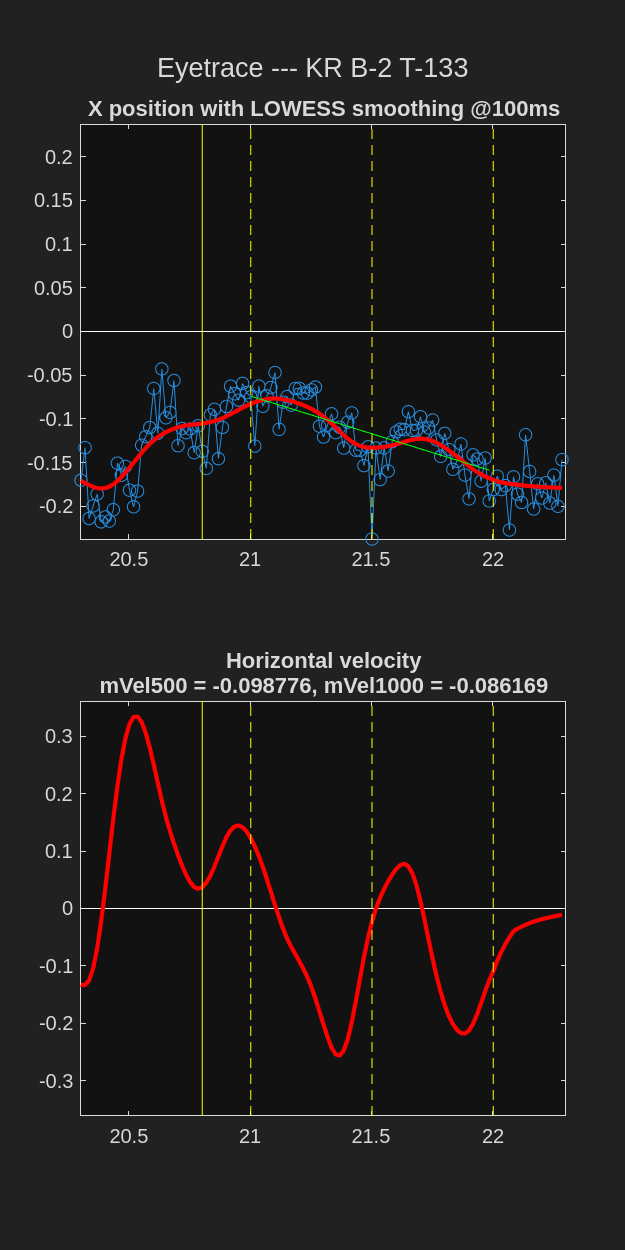 Eyetrace --- KR B-2 T-133
X position with LOWESS smoothing @100ms
0.2
0.15
0.1
0.05
0
-0.05
-0.1
-0.15
-0.2
20.5 21 21.5 22
Horizontal velocity
mVel500 = -0.098776, mVel1000 = -0.086169
0.3
0.2
0.1
0
-0.1
-0.2
-0.3
20.5 21 21.5 22